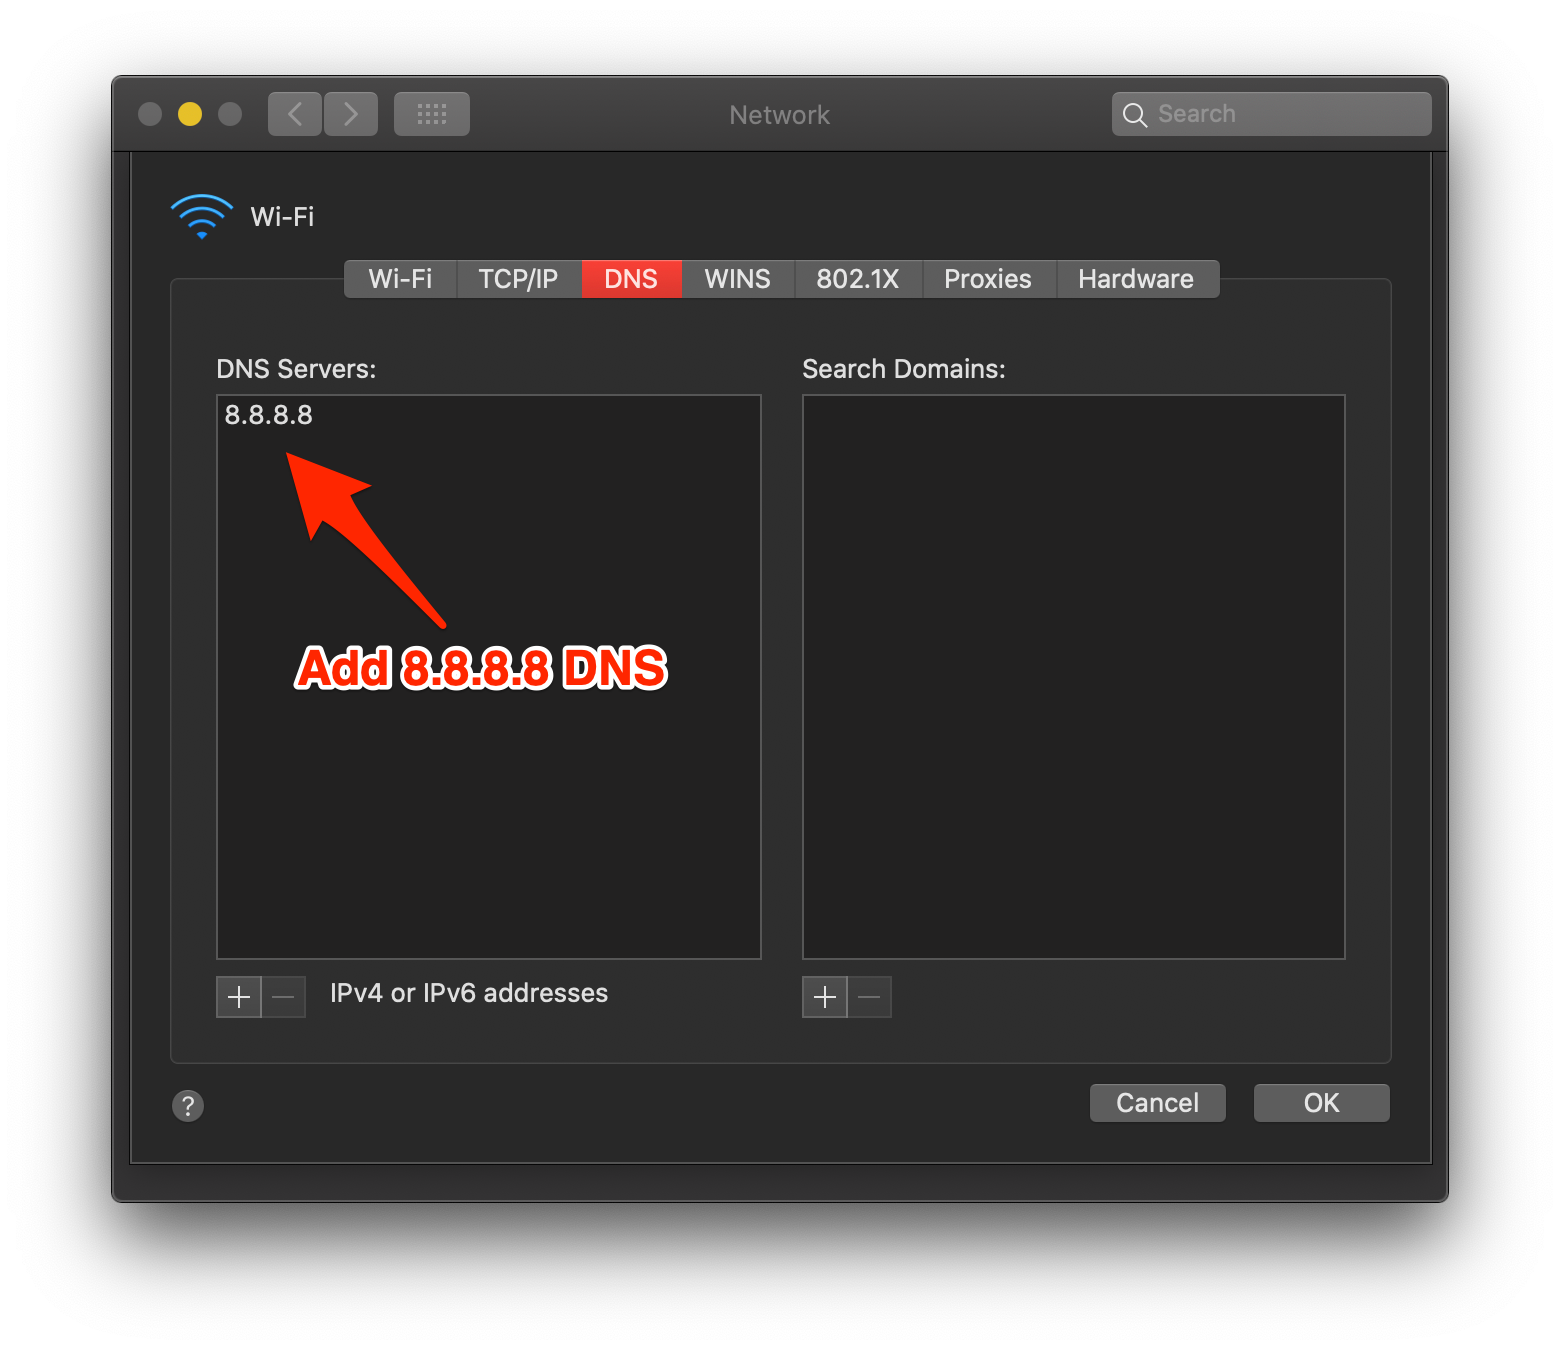 Network
Search
Wi-Fi
Wi-Fi TCP/IP DNS WINS 802.1X Proxies Hardware
DNS Servers:
Search Domains:
8.8.8.8
Add 8.8.8.8 DNS
+ − IPv4 or IPv6 addresses
+ −
?
Cancel
OK